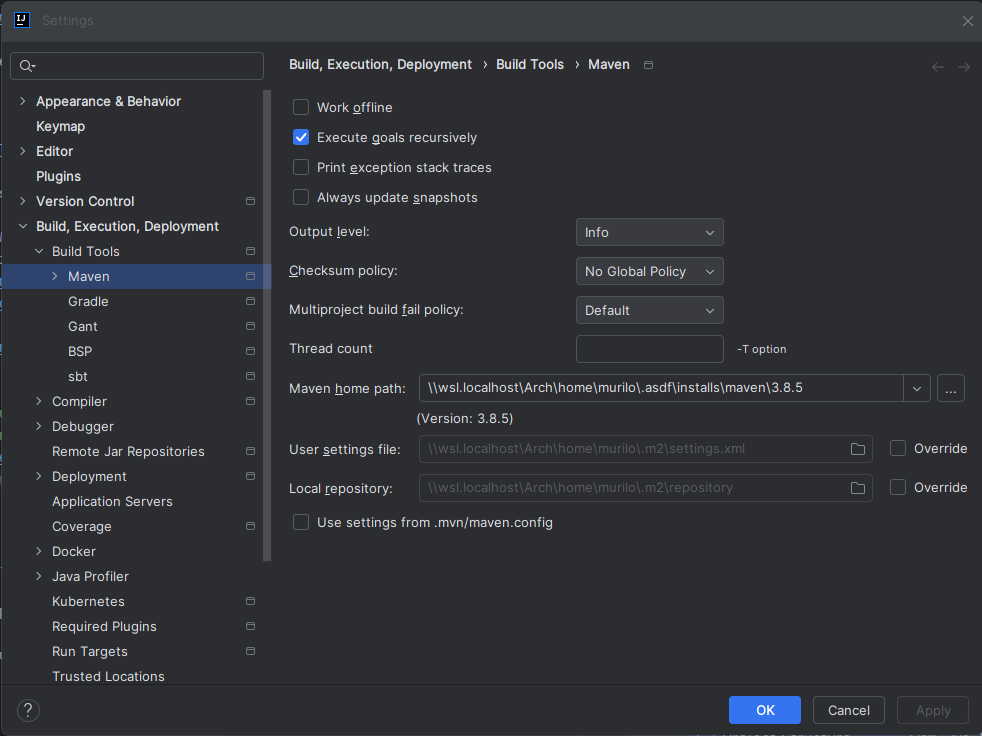 Settings
Build, Execution, Deployment › Build Tools › Maven
Appearance & Behavior
Keymap
Editor
Plugins
Version Control
Build, Execution, Deployment
Build Tools
Maven
Gradle
Gant
BSP
sbt
Compiler
Debugger
Remote Jar Repositories
Deployment
Application Servers
Coverage
Docker
Java Profiler
Kubernetes
Required Plugins
Run Targets
Trusted Locations
Work offline
Execute goals recursively
Print exception stack traces
Always update snapshots
Output level: Info
Checksum policy: No Global Policy
Multiproject build fail policy: Default
Thread count -T option
Maven home path: \\wsl.localhost\Arch\home\murilo\.asdf\installs\maven\3.8.5 ...
(Version: 3.8.5)
User settings file: \\wsl.localhost\Arch\home\murilo\.m2\settings.xml Override
Local repository: \\wsl.localhost\Arch\home\murilo\.m2\repository Override
Use settings from .mvn/maven.config
? OK Cancel Apply